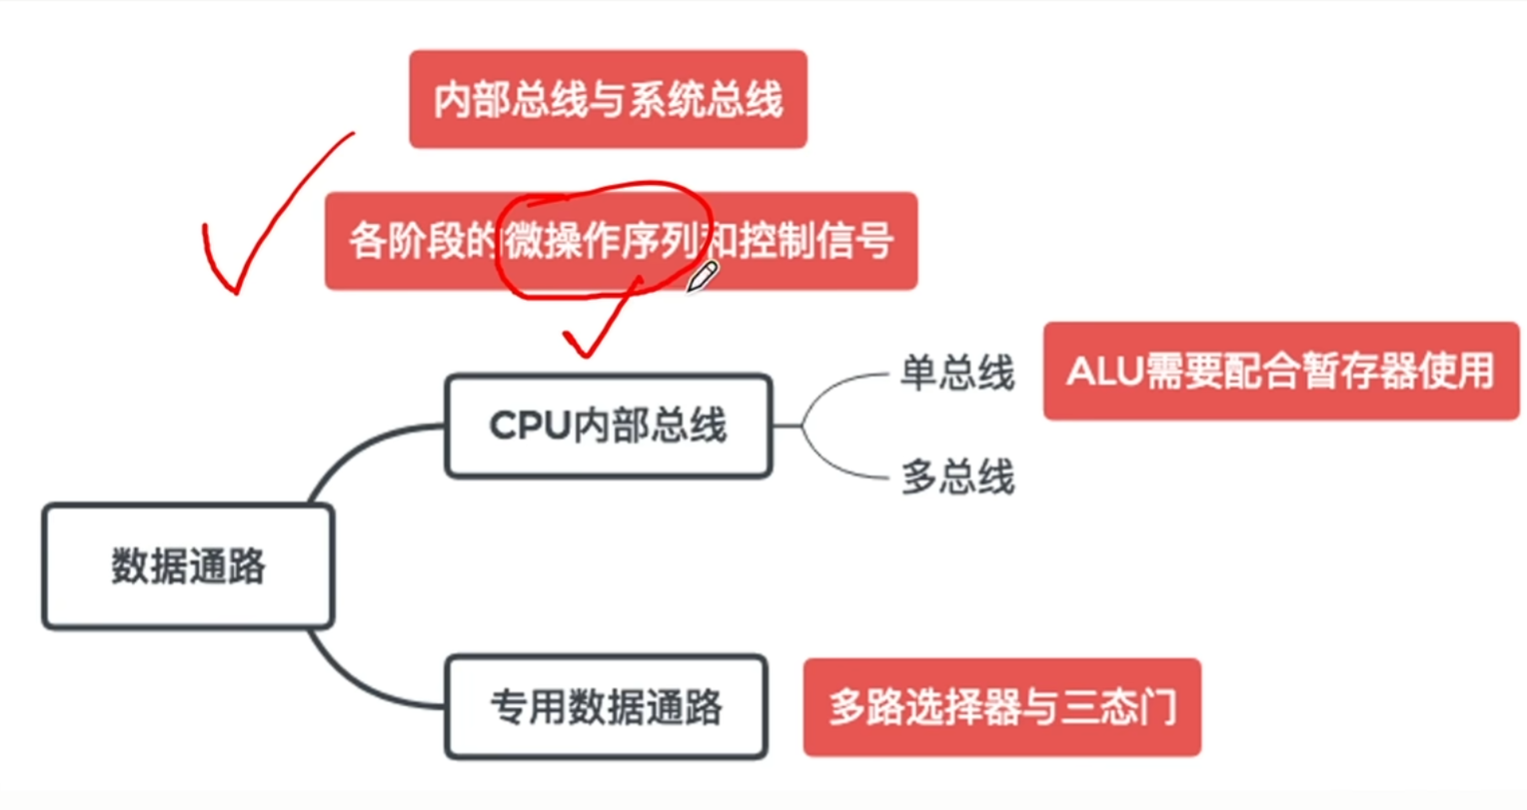 内部总线与系统总线
各阶段的微操作序列和控制信号
单总线
ALU需要配合暂存器使用
CPU内部总线
多总线
数据通路
专用数据通路
多路选择器与三态门